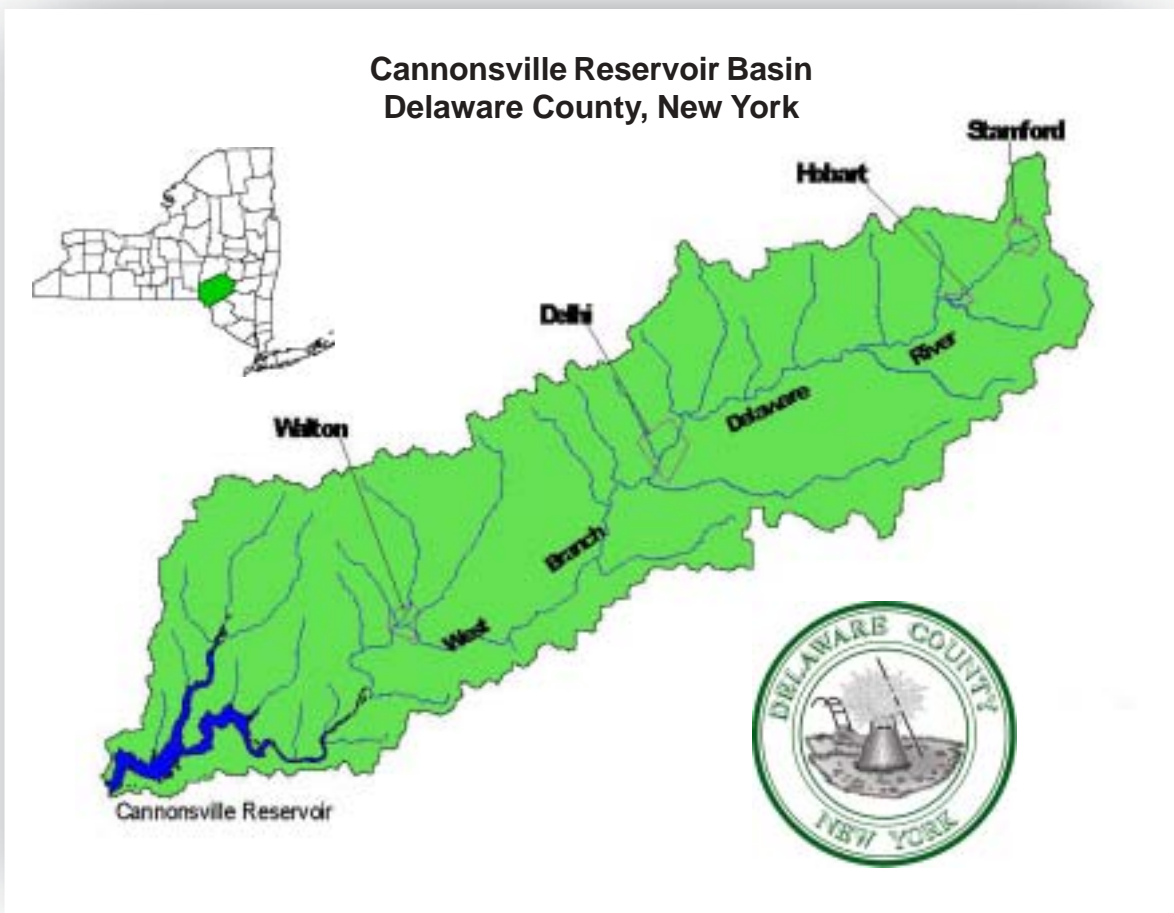 Cannonsville Reservoir Basin
Delaware County, New York
Stamford
Hobart
Delhi
River
Delaware
Walton
Branch
West
Cannonsville Reservoir
DELAWARE COUNTY
NEW YORK